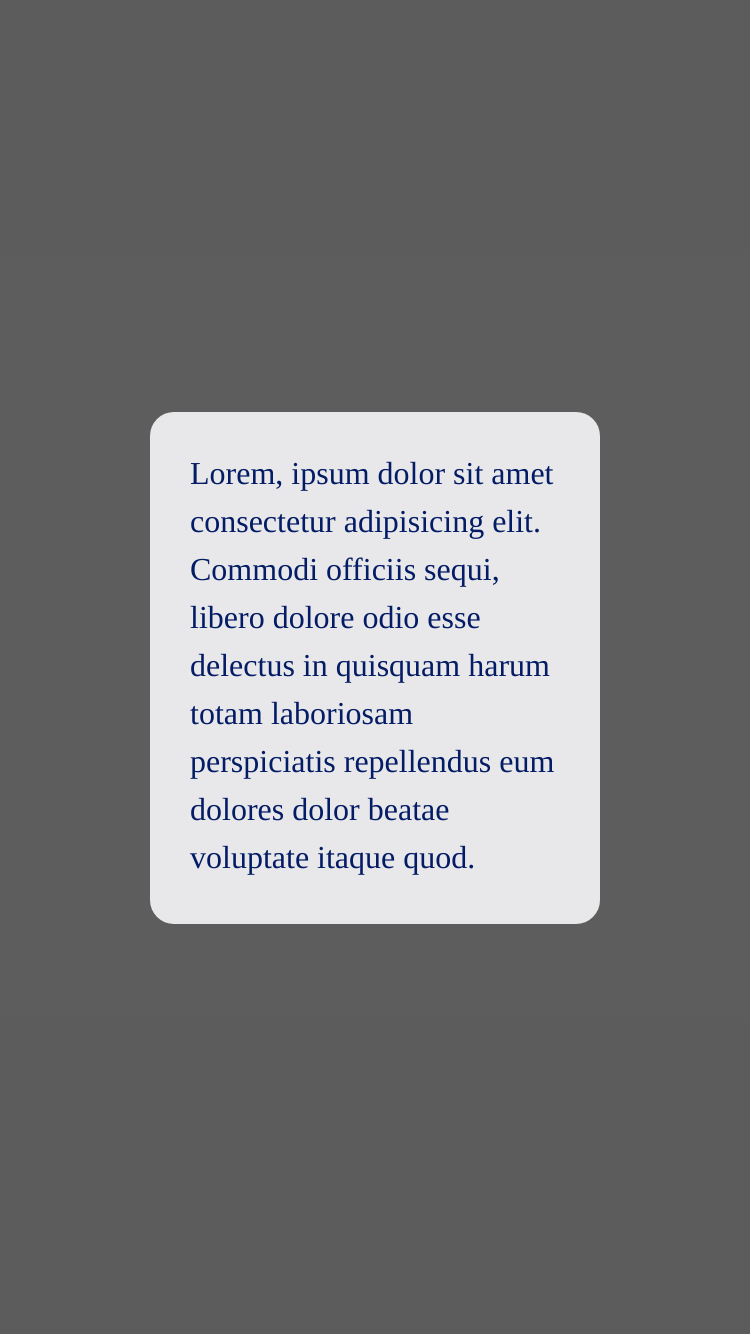 Lorem, ipsum dolor sit amet
consectetur adipisicing elit.
Commodi officiis sequi,
libero dolore odio esse
delectus in quisquam harum
totam laboriosam
perspiciatis repellendus eum
dolores dolor beatae
voluptate itaque quod.